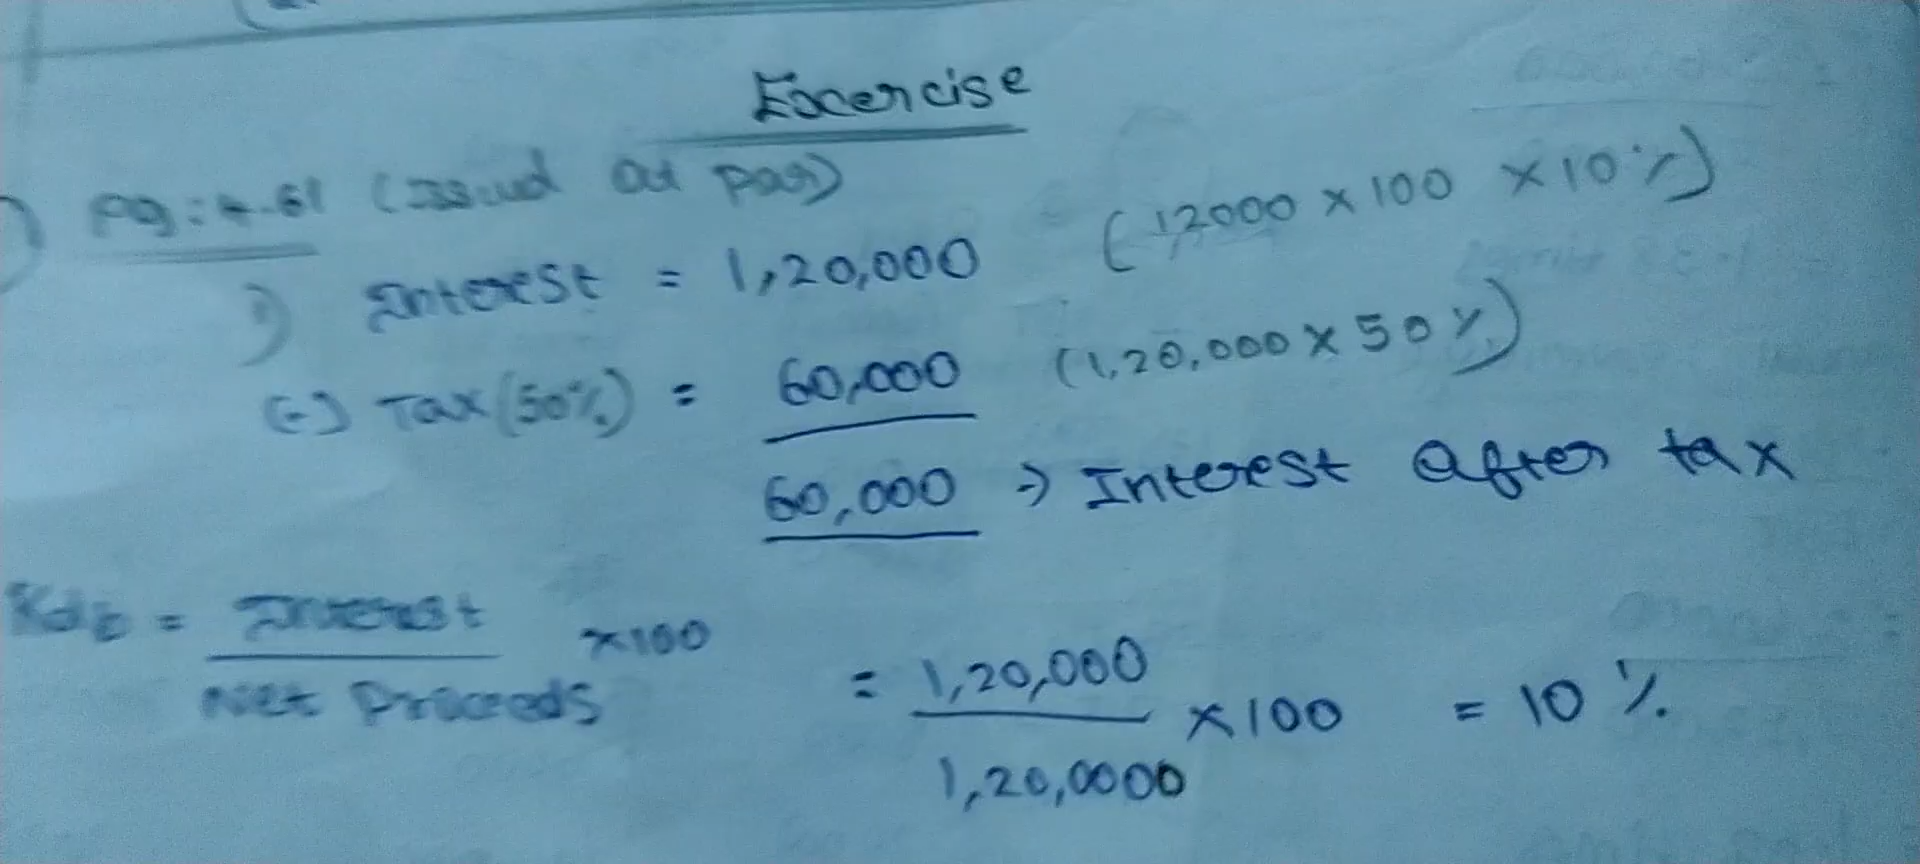 Excercise
1) Pg: 4.61 (Issued at par)
i) Interest = 1,20,000 (12000 x 100 x 10%)
(-) Tax (50%) = 60,000 (1,20,000 x 50%)
60,000 → Interest after tax
= Interest / Net Proceeds x100 = 1,20,000 / 1,20,0000 x100 = 10%